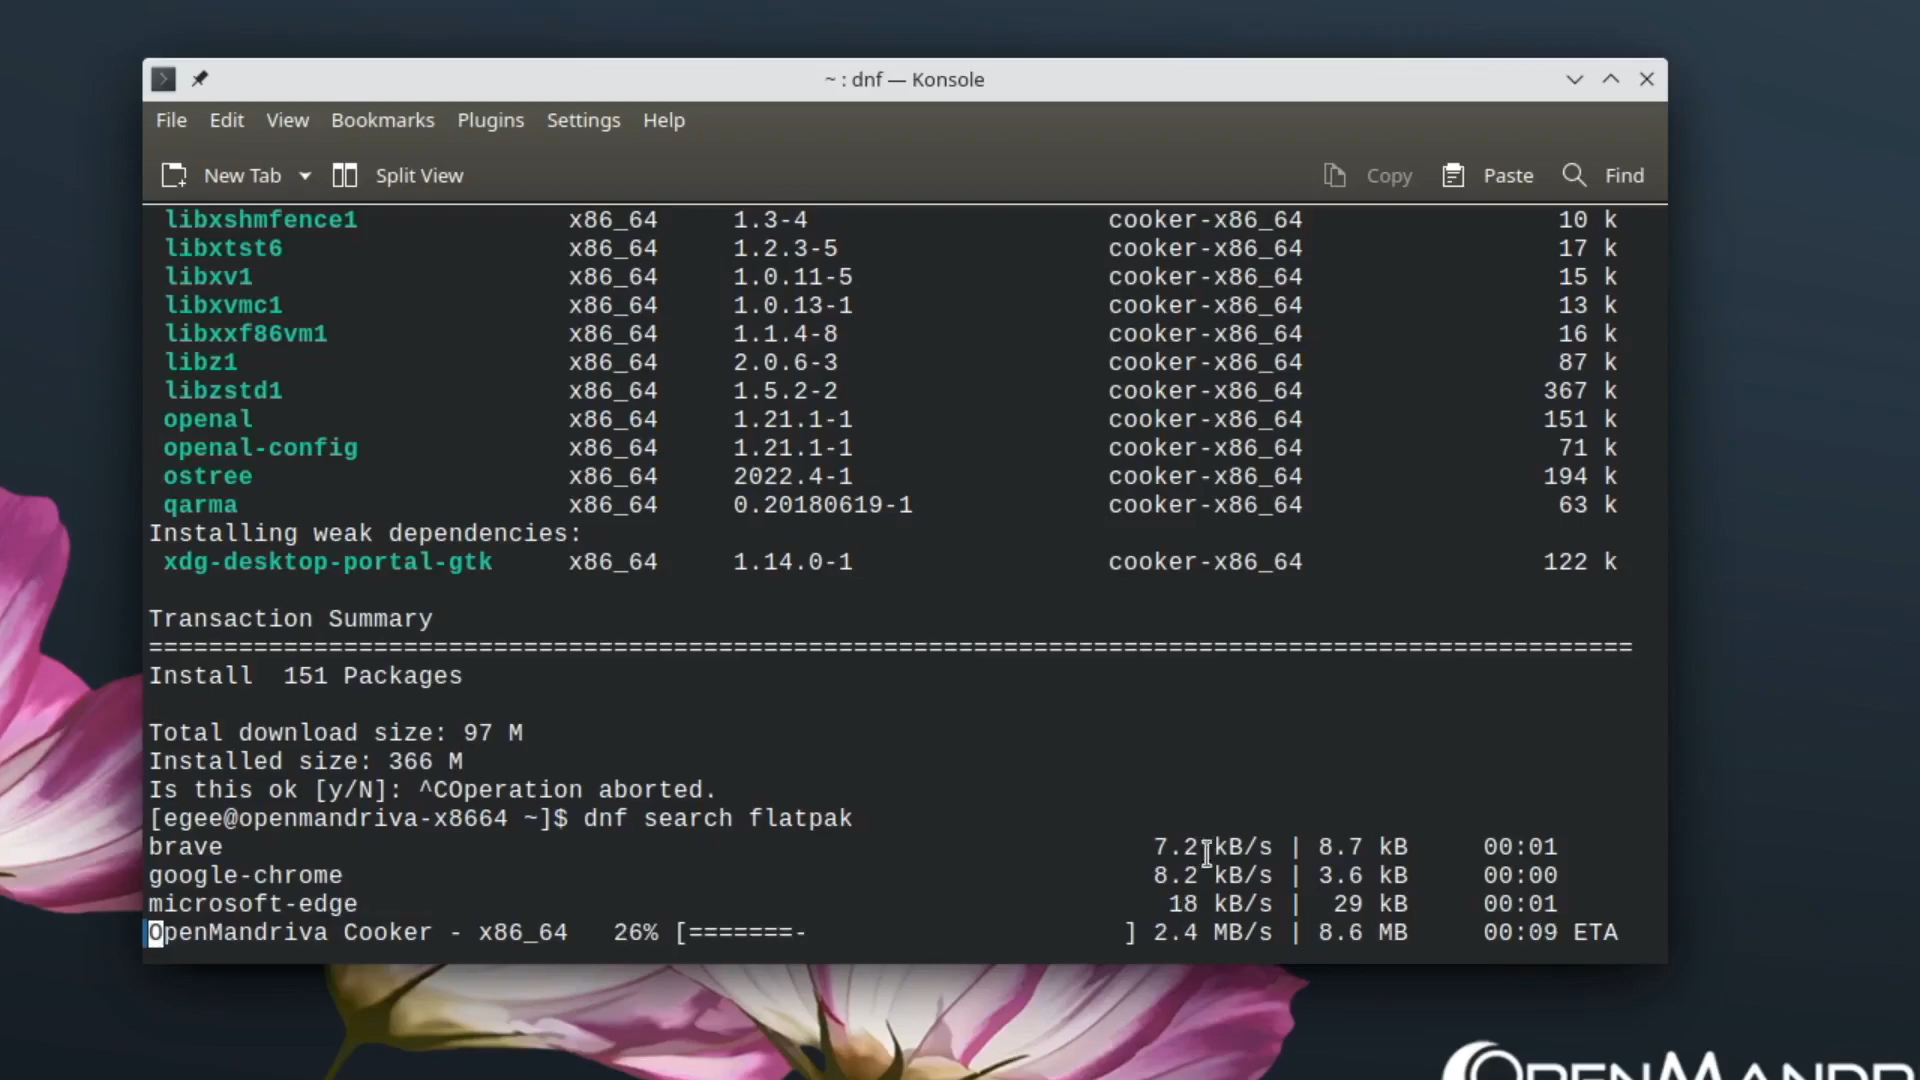 ~ : dnf — Konsole
File Edit View Bookmarks Plugins Settings Help
New Tab Split View Copy Paste Find
libxshmfence1 x86_64 1.3-4 cooker-x86_64 10 k
libxtst6 x86_64 1.2.3-5 cooker-x86_64 17 k
libxv1 x86_64 1.0.11-5 cooker-x86_64 15 k
libxvmc1 x86_64 1.0.13-1 cooker-x86_64 13 k
libxxf86vm1 x86_64 1.1.4-8 cooker-x86_64 16 k
libz1 x86_64 2.0.6-3 cooker-x86_64 87 k
libzstd1 x86_64 1.5.2-2 cooker-x86_64 367 k
openal x86_64 1.21.1-1 cooker-x86_64 151 k
openal-config x86_64 1.21.1-1 cooker-x86_64 71 k
ostree x86_64 2022.4-1 cooker-x86_64 194 k
qarma x86_64 0.20180619-1 cooker-x86_64 63 k
Installing weak dependencies:
xdg-desktop-portal-gtk x86_64 1.14.0-1 cooker-x86_64 122 k
Transaction Summary
===================================================================================================
Install 151 Packages
Total download size: 97 M
Installed size: 366 M
Is this ok [y/N]: ^COperation aborted.
[egee@openmandriva-x8664 ~]$ dnf search flatpak
brave 7.2 kB/s | 8.7 kB 00:01
google-chrome 8.2 kB/s | 3.6 kB 00:00
microsoft-edge 18 kB/s | 29 kB 00:01
OpenMandriva Cooker - x86_64 26% [=======- ] 2.4 MB/s | 8.6 MB 00:09 ETA
OPENMANDR